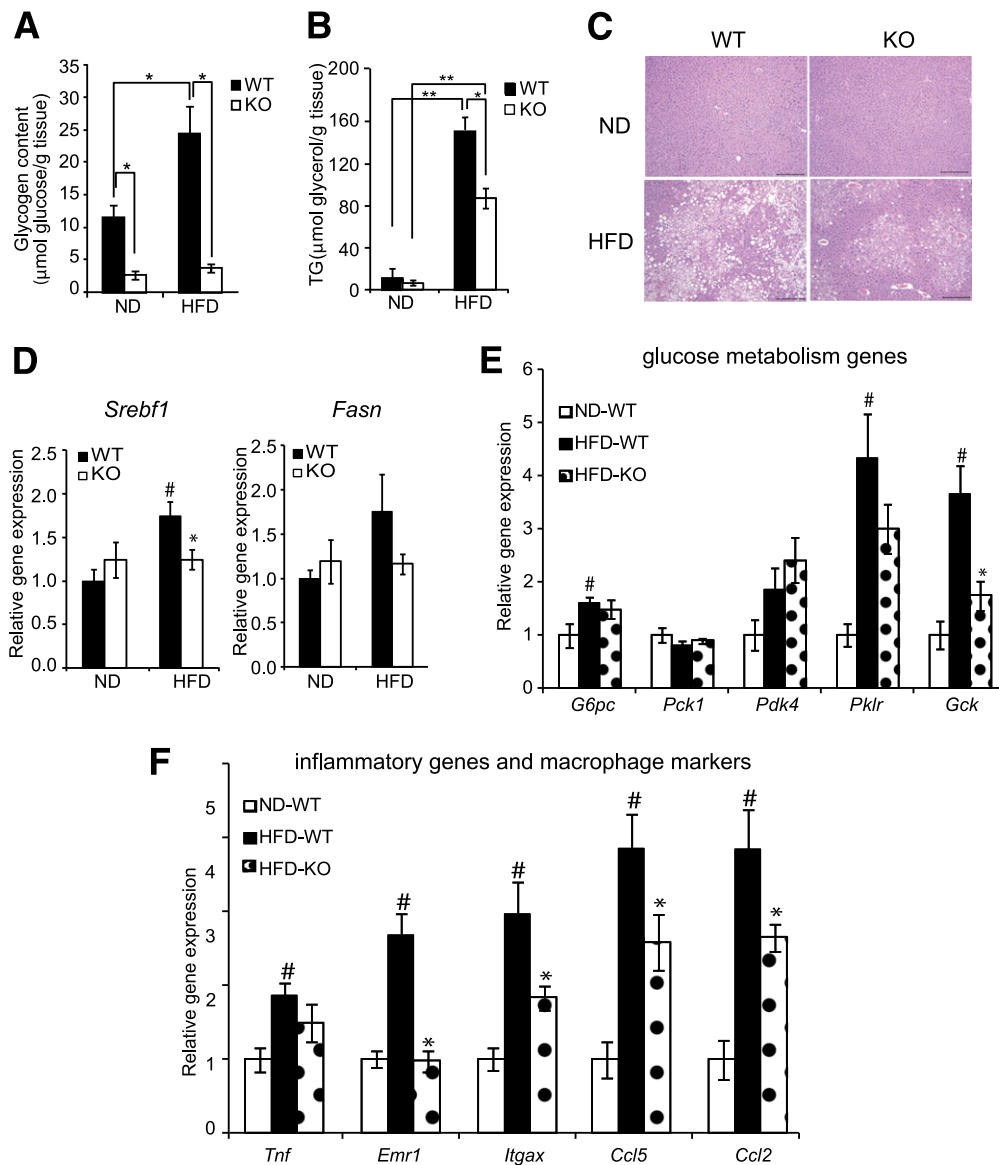 A
Glycogen content
(μmol glucose/g tissue)
35
30
25
20
15
10
5
0
*
*
*
WT
KO
ND
HFD
B
TG(μmol glycerol/g tissue)
200
160
120
80
40
0
**
**
*
WT
KO
ND
HFD
C
WT
KO
ND
HFD
D
Srebf1
Relative gene expression
2.5
2.0
1.5
1.0
0.5
0.0
WT
KO
#
*
ND
HFD
Fasn
Relative gene expression
2.5
2.0
1.5
1.0
0.5
0.0
WT
KO
ND
HFD
E
glucose metabolism genes
Relative gene expression
6
5
4
3
2
1
0
ND-WT
HFD-WT
HFD-KO
#
#
#
*
G6pc
Pck1
Pdk4
Pklr
Gck
F
inflammatory genes and macrophage markers
Relative gene expression
5
4
3
2
1
0
ND-WT
HFD-WT
HFD-KO
#
#
*
#
*
#
*
#
*
Tnf
Emr1
Itgax
Ccl5
Ccl2